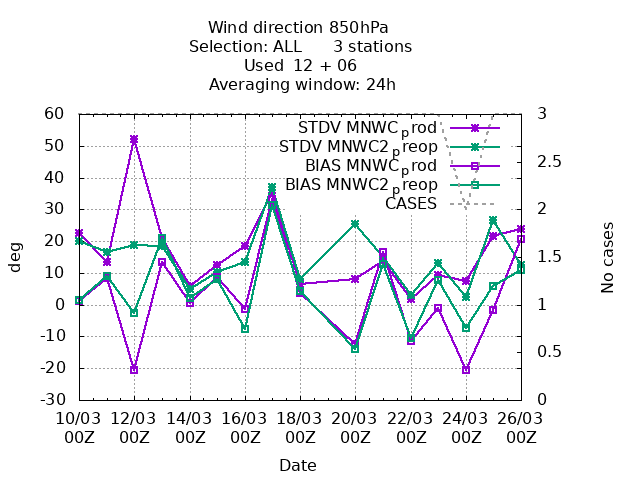 Wind direction 850hPa
Selection: ALL 3 stations
Used 12 + 06
Averaging window: 24h
STDV MNWC_prod
STDV MNWC2_preop
BIAS MNWC_prod
BIAS MNWC2_preop
CASES
60
50
40
30
20
10
0
-10
-20
-30
deg
3
2.5
2
1.5
1
0.5
0
No cases
10/03 12/03 14/03 16/03 18/03 20/03 22/03 24/03 26/03
00Z 00Z 00Z 00Z 00Z 00Z 00Z 00Z 00Z
Date